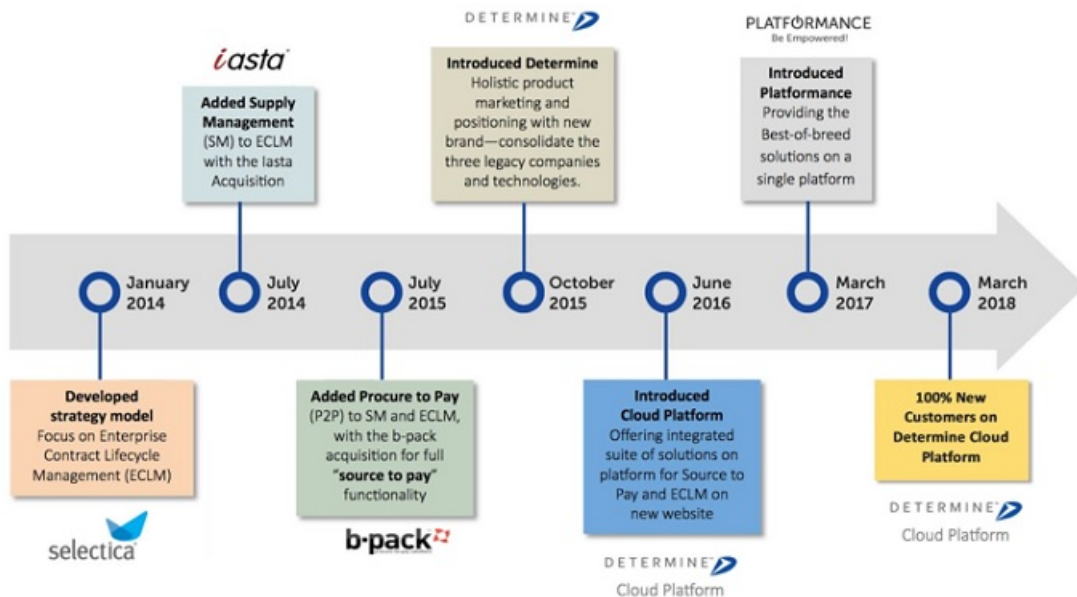 iasta
Added Supply
Management
(SM) to ECLM
with the Iasta
Acquisition
DETERMINE
Introduced Determine
Holistic product
marketing and
positioning with new
brand—consolidate the
three legacy companies
and technologies.
PLATFORMANCE
Be Empowered!
Introduced
Platformance
Providing the
Best-of-breed
solutions on a
single platform
January
2014
July
2014
July
2015
October
2015
June
2016
March
2017
March
2018
Developed
strategy model
Focus on Enterprise
Contract Lifecycle
Management (ECLM)
selectica
Added Procure to Pay
(P2P) to SM and ECLM,
with the b-pack
acquisition for full
"source to pay"
functionality
b·pack
Introduced
Cloud Platform
Offering integrated
suite of solutions on
platform for Source to
Pay and ECLM on
new website
DETERMINE
Cloud Platform
100% New
Customers on
Determine Cloud
Platform
DETERMINE
Cloud Platform